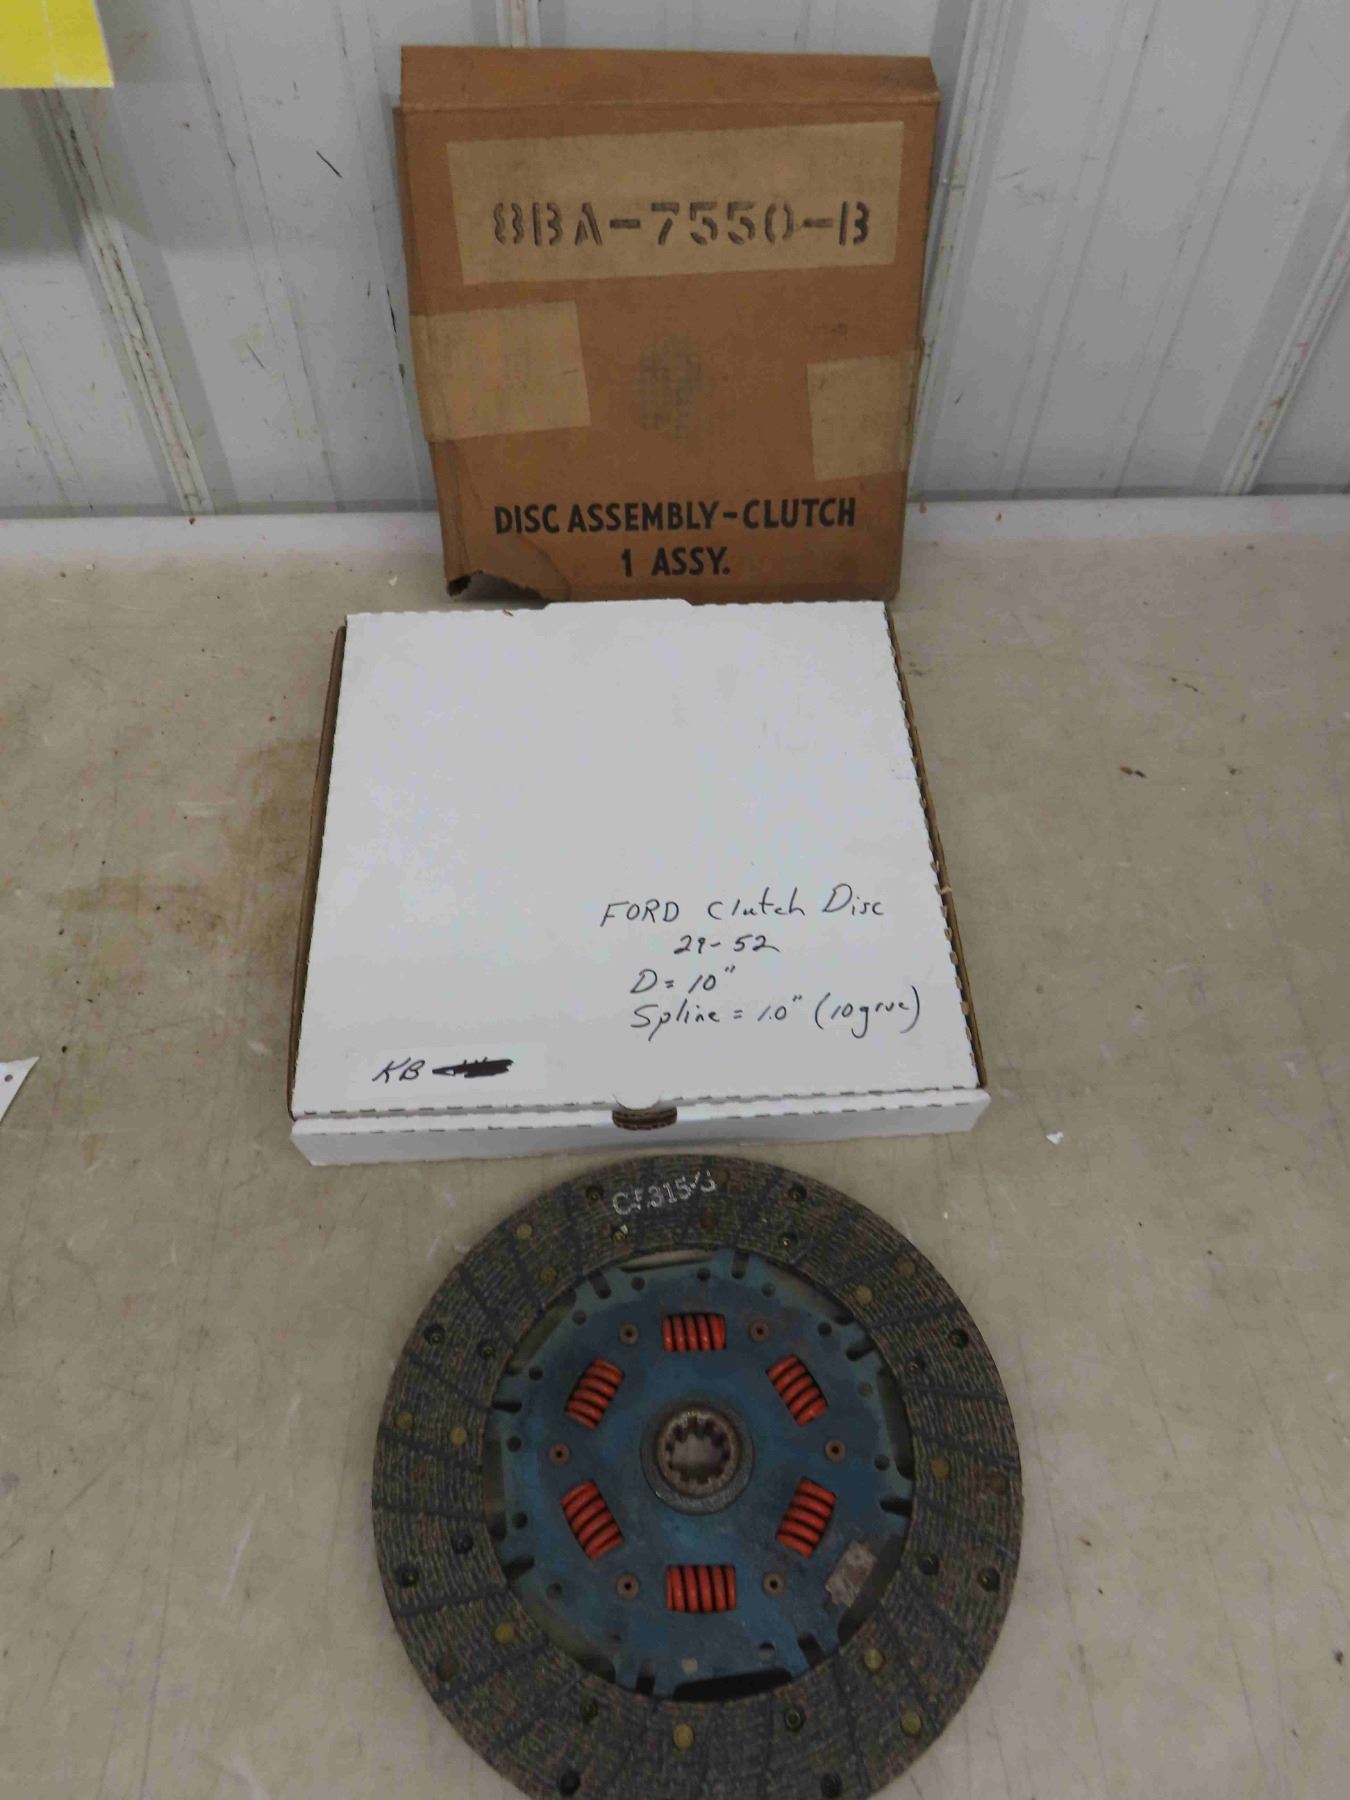 8BA-7550-B
DISC ASSEMBLY-CLUTCH
1 ASSY.
FORD Clutch Disc
29-52
D= 10"
Spline = 1.0" (10 grve)
KB